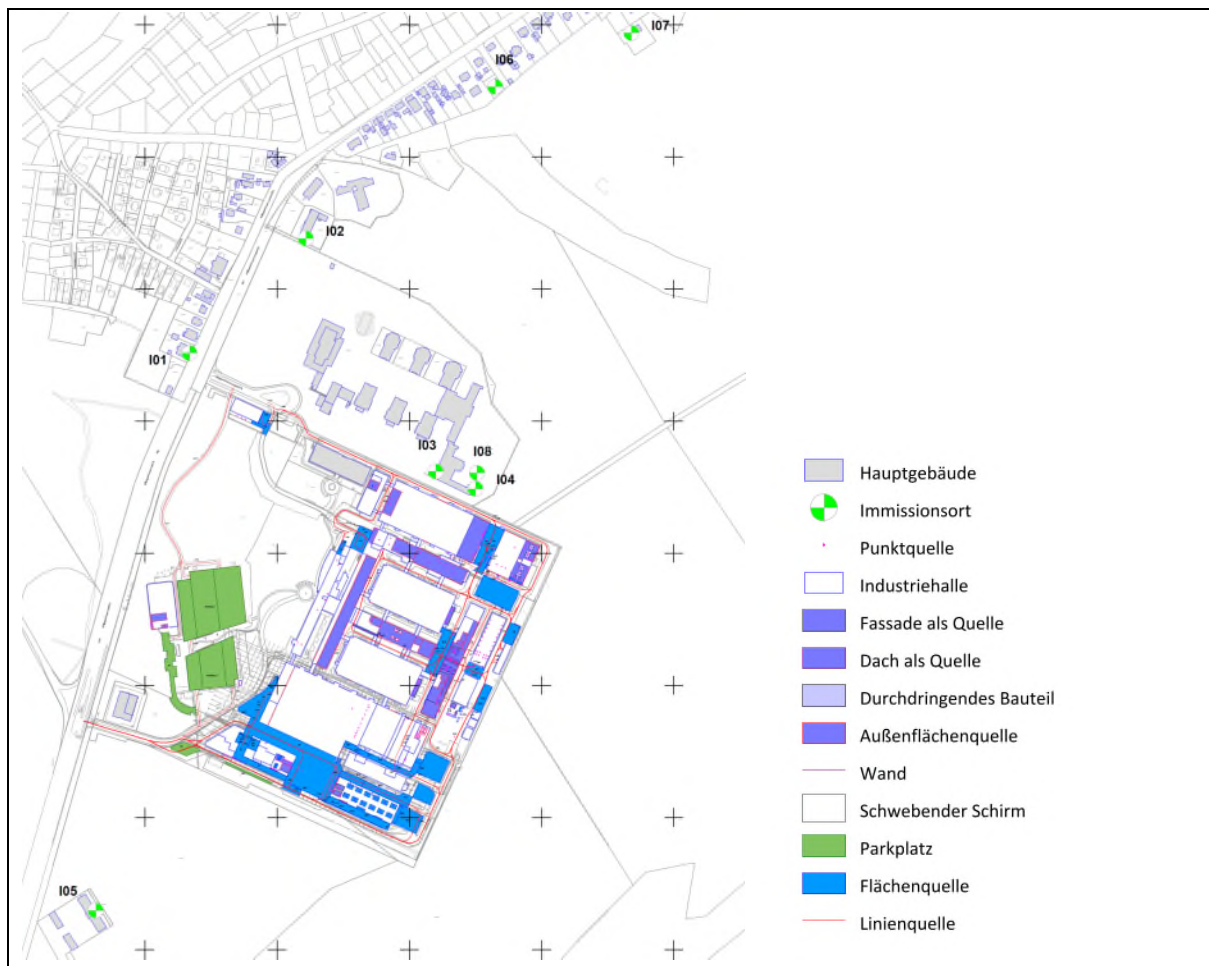 I07
I06
I02
I01
I03
I08
I04
I05
Hauptgebäude
Immissionsort
Punktquelle
Industriehalle
Fassade als Quelle
Dach als Quelle
Durchdringendes Bauteil
Außenflächenquelle
Wand
Schwebender Schirm
Parkplatz
Flächenquelle
Linienquelle